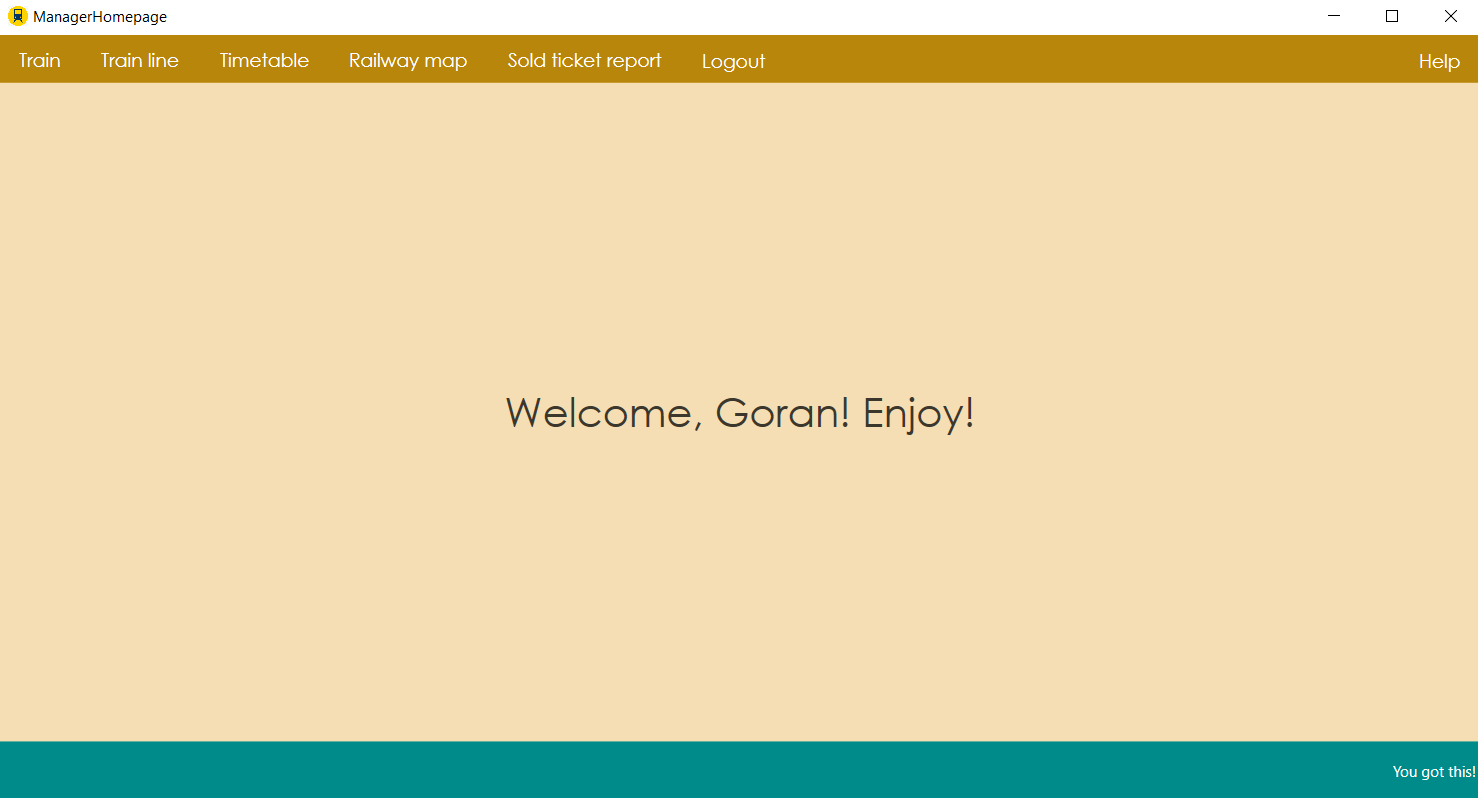 ManagerHomepage
Train Train line Timetable Railway map Sold ticket report Logout Help
Welcome, Goran! Enjoy!
You got this!